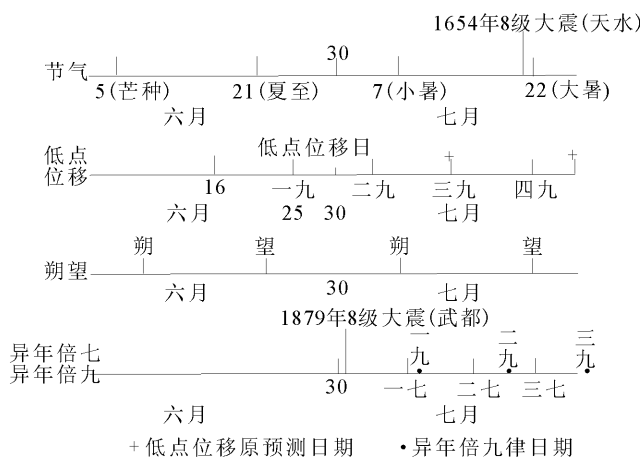 1654年8级大震(天水)
30
节气
5(芒种) 21(夏至) 7(小暑) 22(大暑)
六月 七月
低点位移日
低点
位移
16 一九 二九 三九 四九
六月 25 30 七月
朔 望 朔 望
朔望
六月 30 七月
1879年8级大震(武都)
一九 二九 三九
异年倍七
异年倍九
30 一七 二七 三七
六月 七月
+低点位移原预测日期 •异年倍九律日期